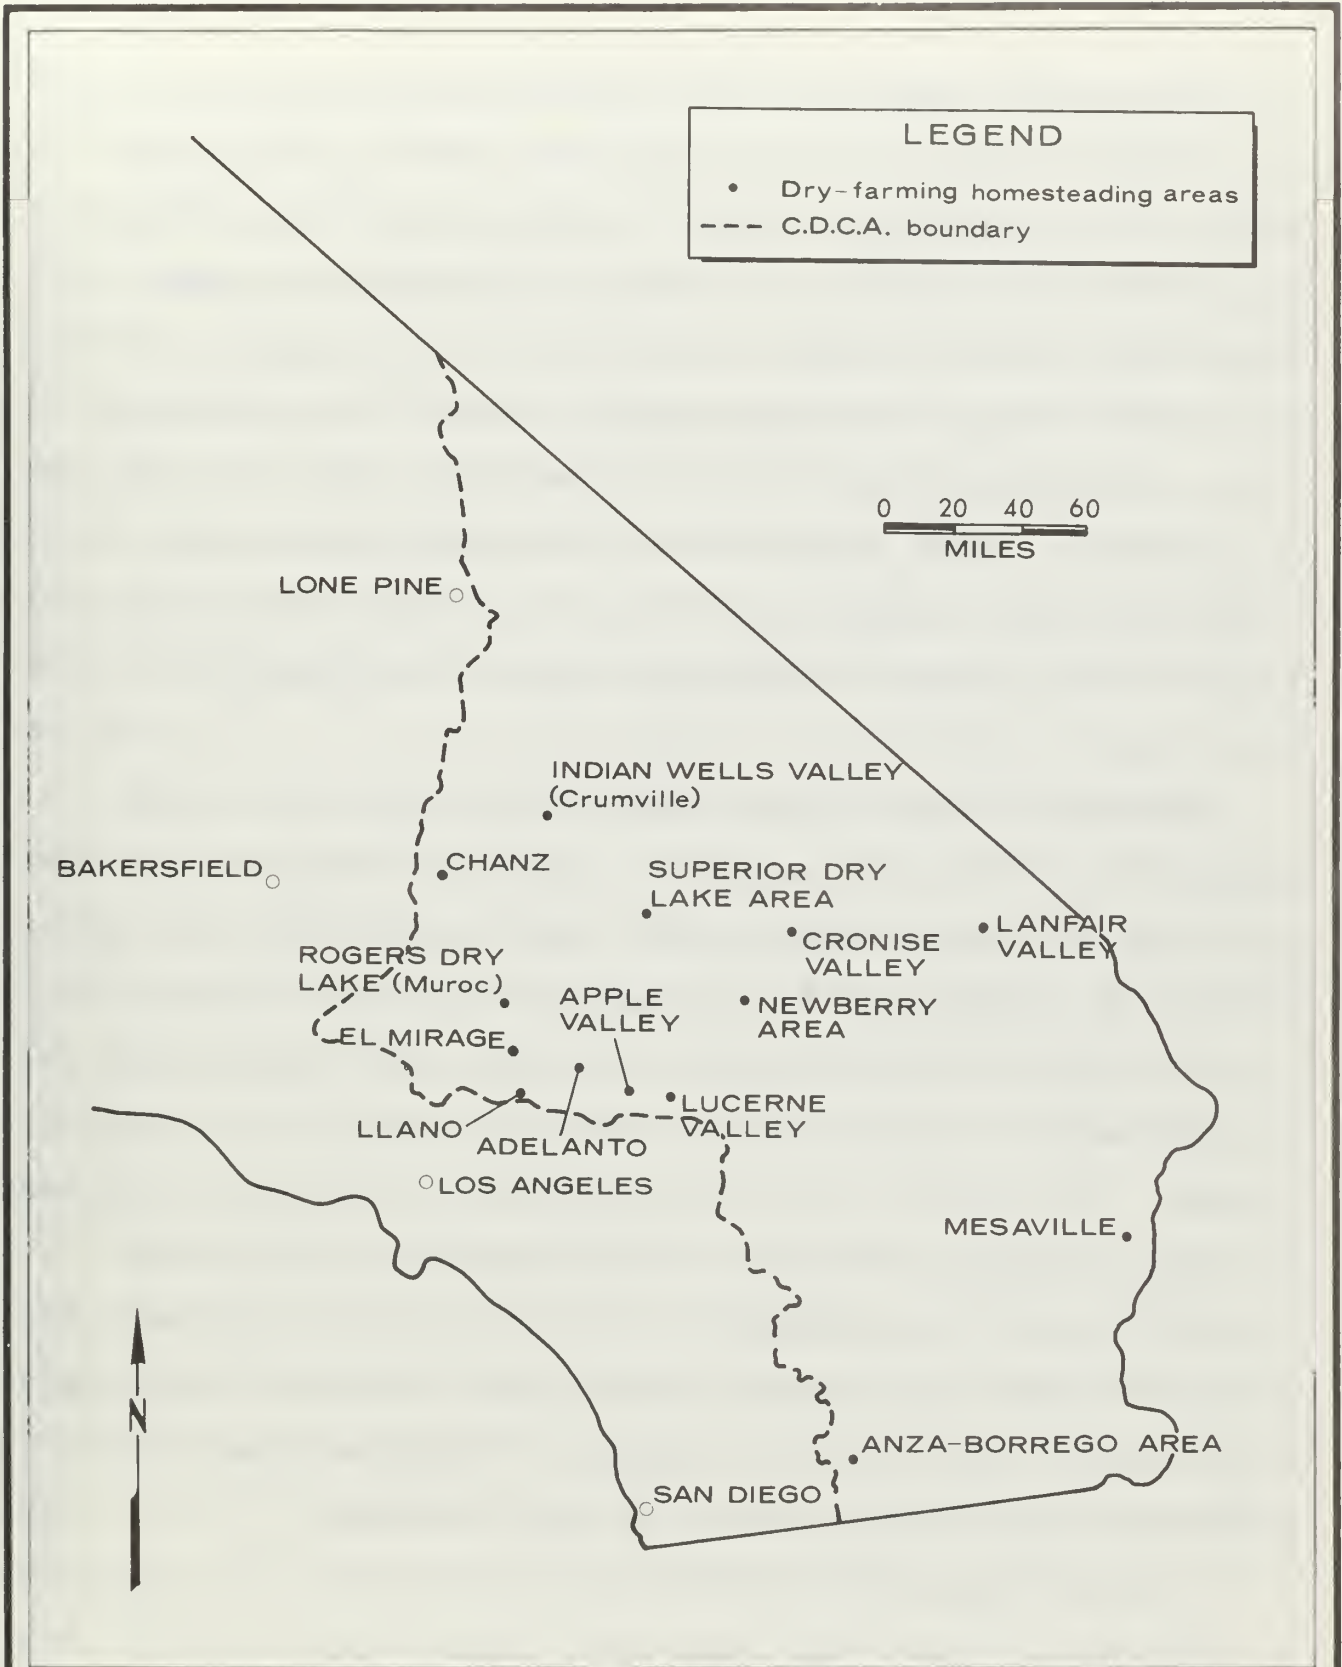 LEGEND
Dry-farming homesteading areas
C.D.C.A. boundary
0 20 40 60
MILES
LONE PINE
INDIAN WELLS VALLEY
(Crumville)
CHANZ
BAKERSFIELD
SUPERIOR DRY
LAKE AREA
LANFAIR
VALLEY
CRONISE
VALLEY
ROGERS DRY
LAKE (Muroc)
APPLE
VALLEY
NEWBERRY
AREA
EL MIRAGE
LUCERNE
VALLEY
LLANO
ADELANTO
LOS ANGELES
MESAVILLE
N
ANZA-BORREGO AREA
SAN DIEGO